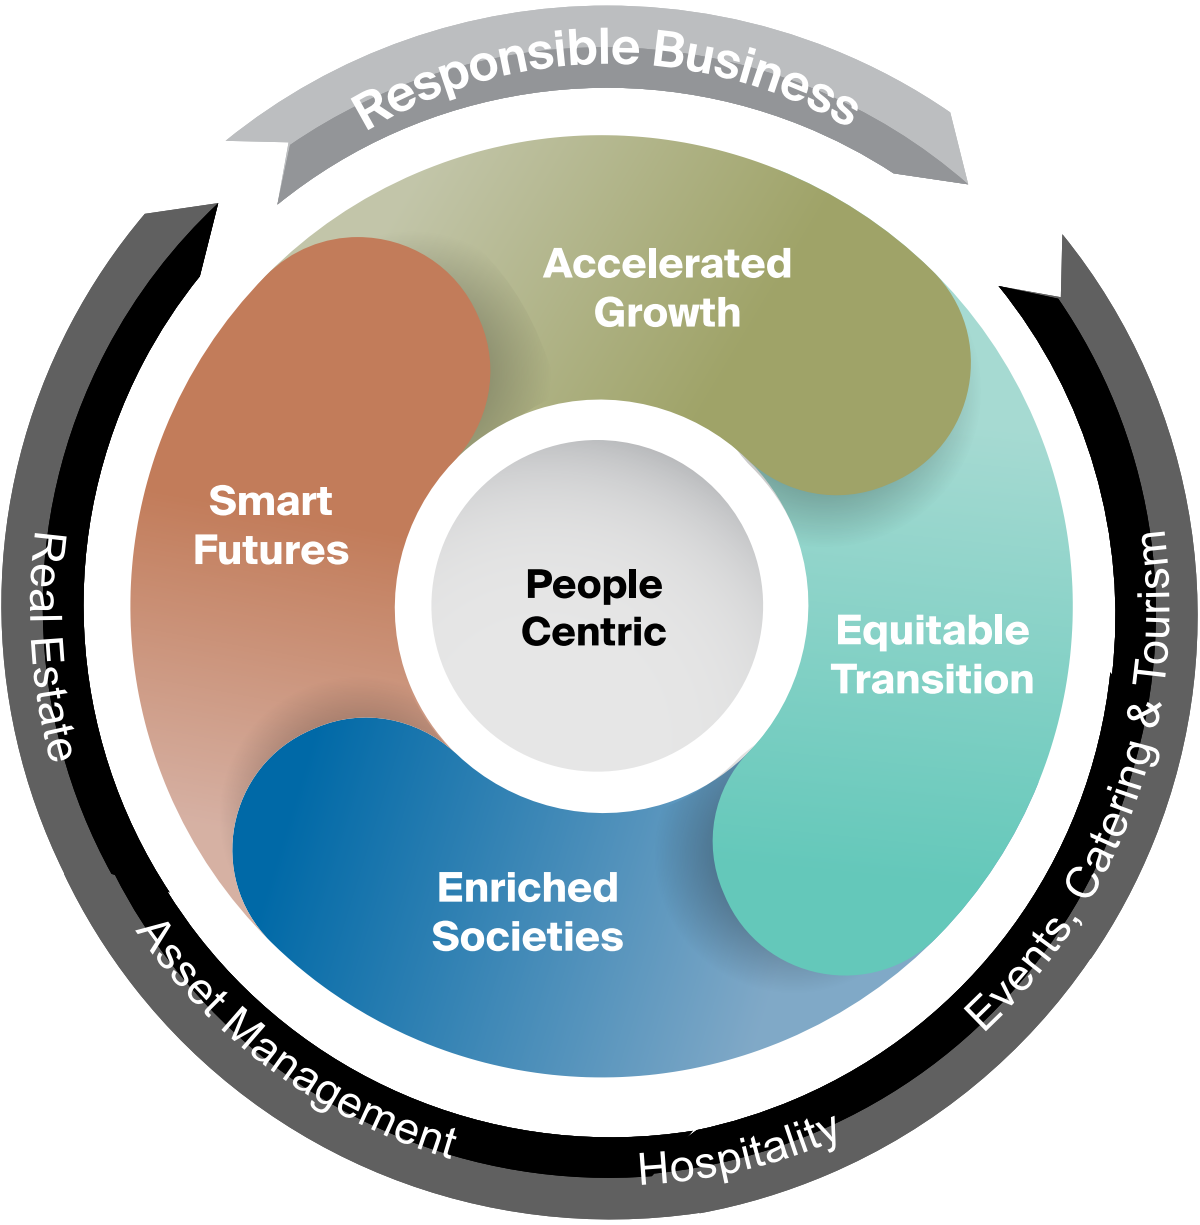 Responsible Business
Accelerated
Growth
Smart
Futures
People
Centric
Equitable
Transition
Enriched
Societies
Real Estate
Asset Management
Hospitality
Events, Catering & Tourism